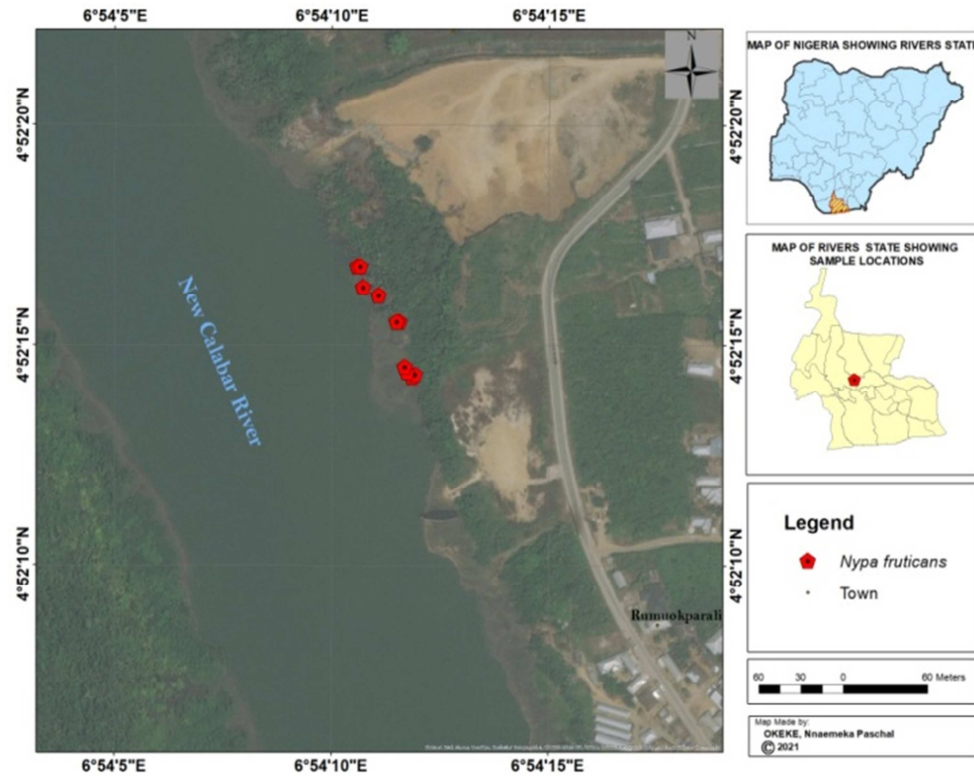 6°54'5"E 6°54'10"E 6°54'15"E
4°52'20"N
4°52'15"N
4°52'10"N
N
New Calabar River
Rumuokparali
4°52'20"N
4°52'15"N
4°52'10"N
6°54'5"E 6°54'10"E 6°54'15"E
MAP OF NIGERIA SHOWING RIVERS STATE
MAP OF RIVERS STATE SHOWING
SAMPLE LOCATIONS
Legend
Nypa fruticans
Town
60 30 0 60 Meters
Map Made by:
OKEKE, Nnaemeka Paschal
© 2021